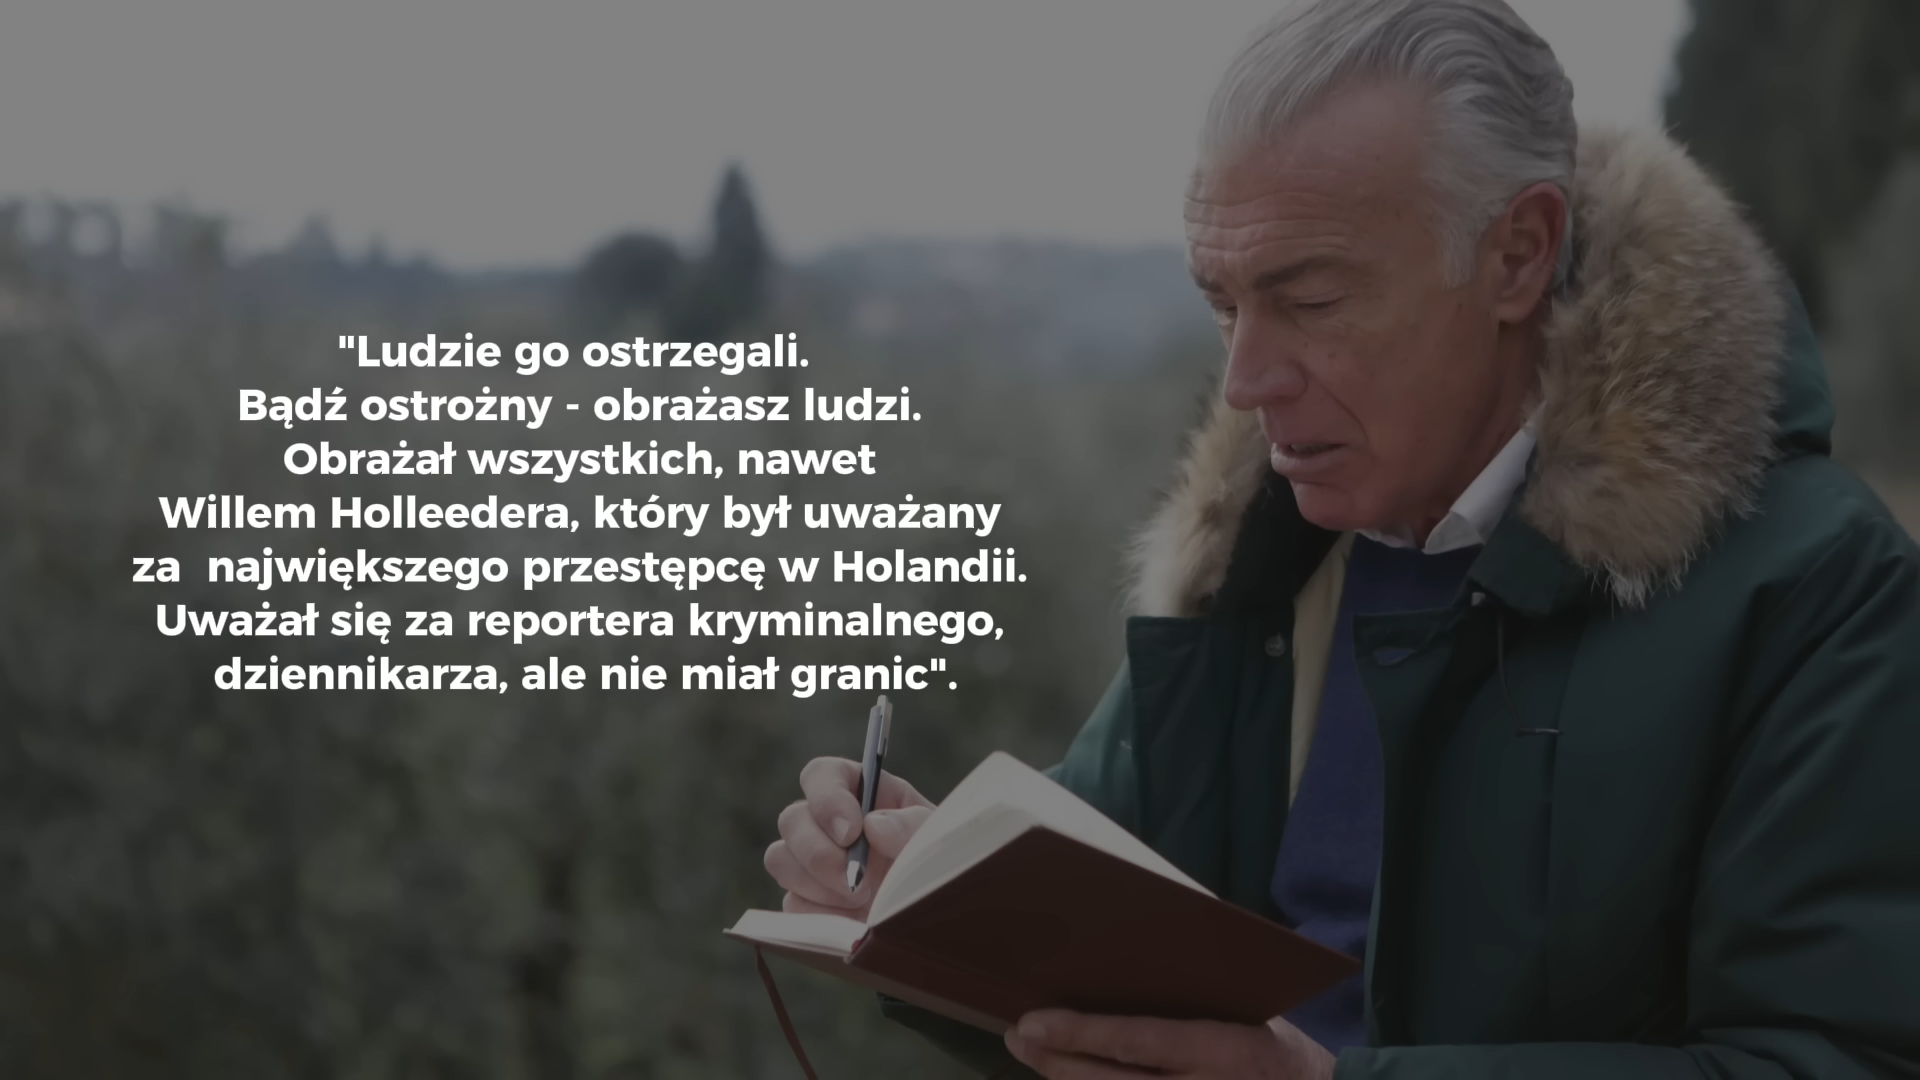 "Ludzie go ostrzegali.
Bądź ostrożny - obrażasz ludzi.
Obrażał wszystkich, nawet
Willem Holleedera, który był uważany
za  największego przestępcę w Holandii.
Uważał się za reportera kryminalnego,
dziennikarza, ale nie miał granic".